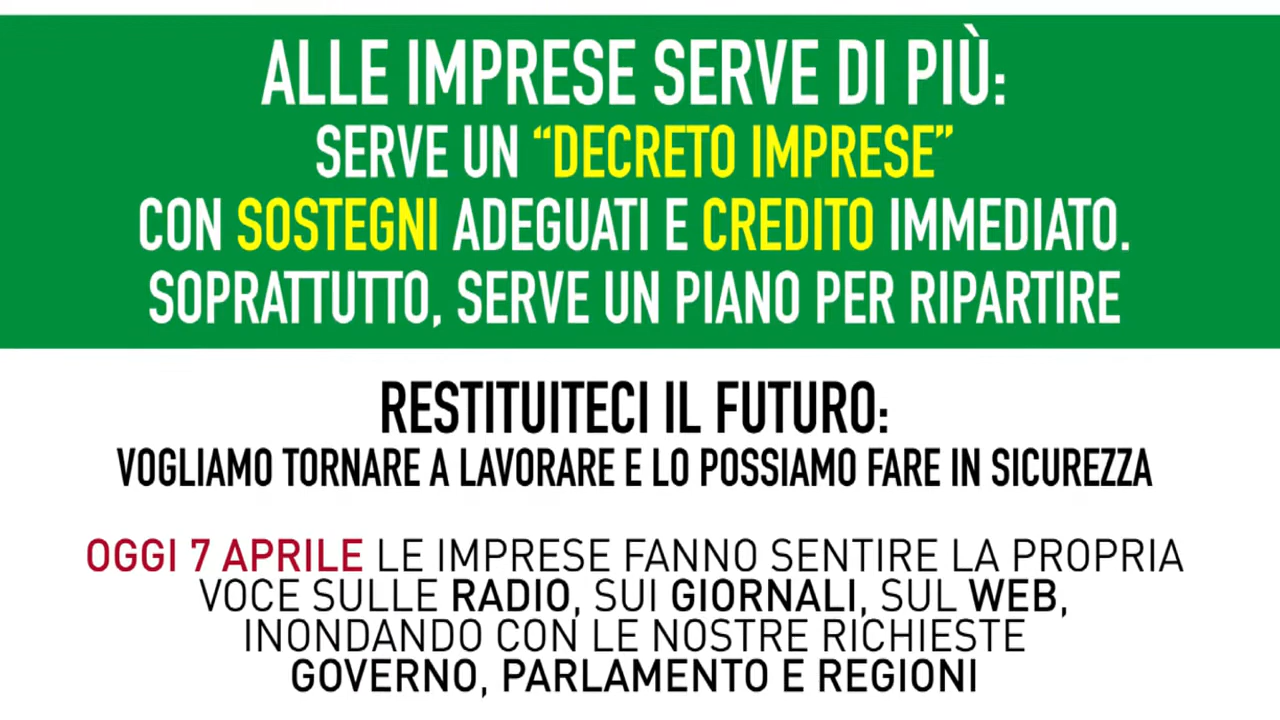 ALLE IMPRESE SERVE DI PIÙ:
SERVE UN “DECRETO IMPRESE”
CON SOSTEGNI ADEGUATI E CREDITO IMMEDIATO.
SOPRATTUTTO, SERVE UN PIANO PER RIPARTIRE
RESTITUITECI IL FUTURO:
VOGLIAMO TORNARE A LAVORARE E LO POSSIAMO FARE IN SICUREZZA
OGGI 7 APRILE LE IMPRESE FANNO SENTIRE LA PROPRIA
VOCE SULLE RADIO, SUI GIORNALI, SUL WEB,
INONDANDO CON LE NOSTRE RICHIESTE
GOVERNO, PARLAMENTO E REGIONI